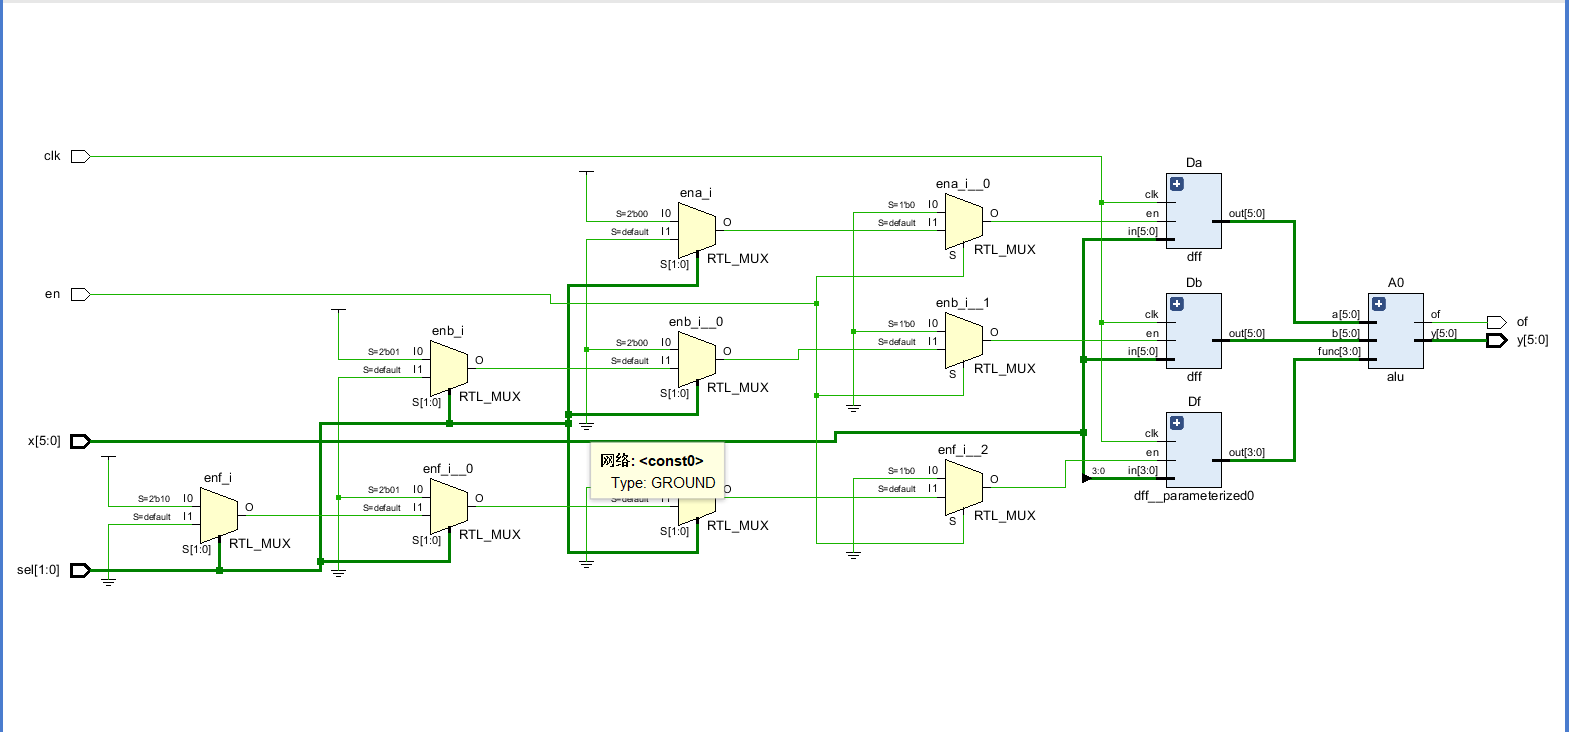 clk
en
x[5:0]
sel[1:0]
enf_i
S=2'b10
I0
S=default
I1
O
S[1:0]
RTL_MUX
enb_i
S=2'b01
I0
S=default
I1
O
S[1:0]
RTL_MUX
enf_i__0
S=2'b01
I0
S=default
I1
O
S[1:0]
RTL_MUX
ena_i
S=2'b00
I0
S=default
I1
O
S[1:0]
RTL_MUX
enb_i__0
S=2'b00
I0
S=default
I1
O
S[1:0]
RTL_MUX
网络: <const0>
Type: GROUND
S=default
I1
O
S[1:0]
RTL_MUX
ena_i__0
S=1'b0
I0
S=default
I1
O
S
RTL_MUX
enb_i__1
S=1'b0
I0
S=default
I1
O
S
RTL_MUX
enf_i__2
S=1'b0
I0
S=default
I1
O
S
RTL_MUX
Da
clk
en
in[5:0]
out[5:0]
dff
Db
clk
en
in[5:0]
out[5:0]
dff
Df
clk
en
3:0
in[3:0]
out[3:0]
dff__parameterized0
A0
a[5:0]
b[5:0]
func[3:0]
of
y[5:0]
alu
of
y[5:0]